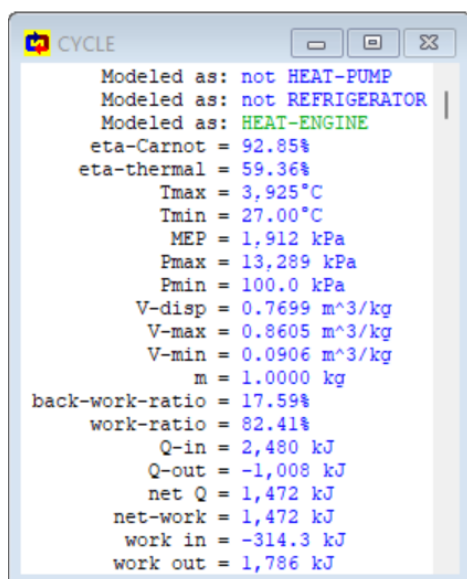 CYCLE
Modeled as: not HEAT-PUMP
Modeled as: not REFRIGERATOR
Modeled as: HEAT-ENGINE
eta-Carnot = 92.85%
eta-thermal = 59.36%
Tmax = 3,925°C
Tmin = 27.00°C
MEP = 1,912 kPa
Pmax = 13,289 kPa
Pmin = 100.0 kPa
V-disp = 0.7699 m^3/kg
V-max = 0.8605 m^3/kg
V-min = 0.0906 m^3/kg
m = 1.0000 kg
back-work-ratio = 17.59%
work-ratio = 82.41%
Q-in = 2,480 kJ
Q-out = -1,008 kJ
net Q = 1,472 kJ
net-work = 1,472 kJ
work in = -314.3 kJ
work out = 1,786 kJ